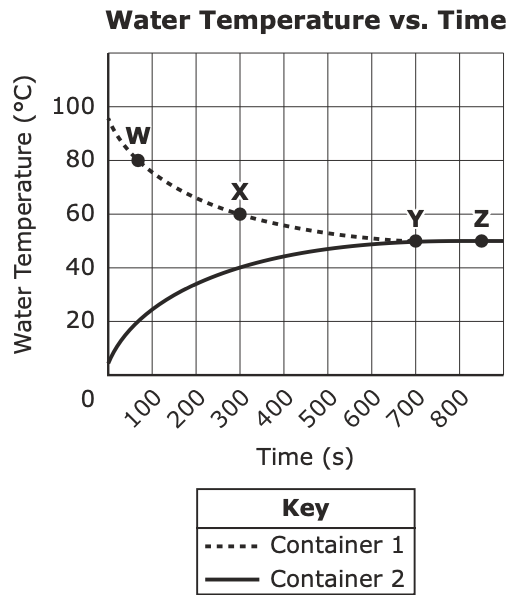 Water Temperature vs. Time
Water Temperature (°C)
100
80
60
40
20
0
W
X
Y
Z
100
200
300
400
500
600
700
800
Time (s)
Key
Container 1
Container 2